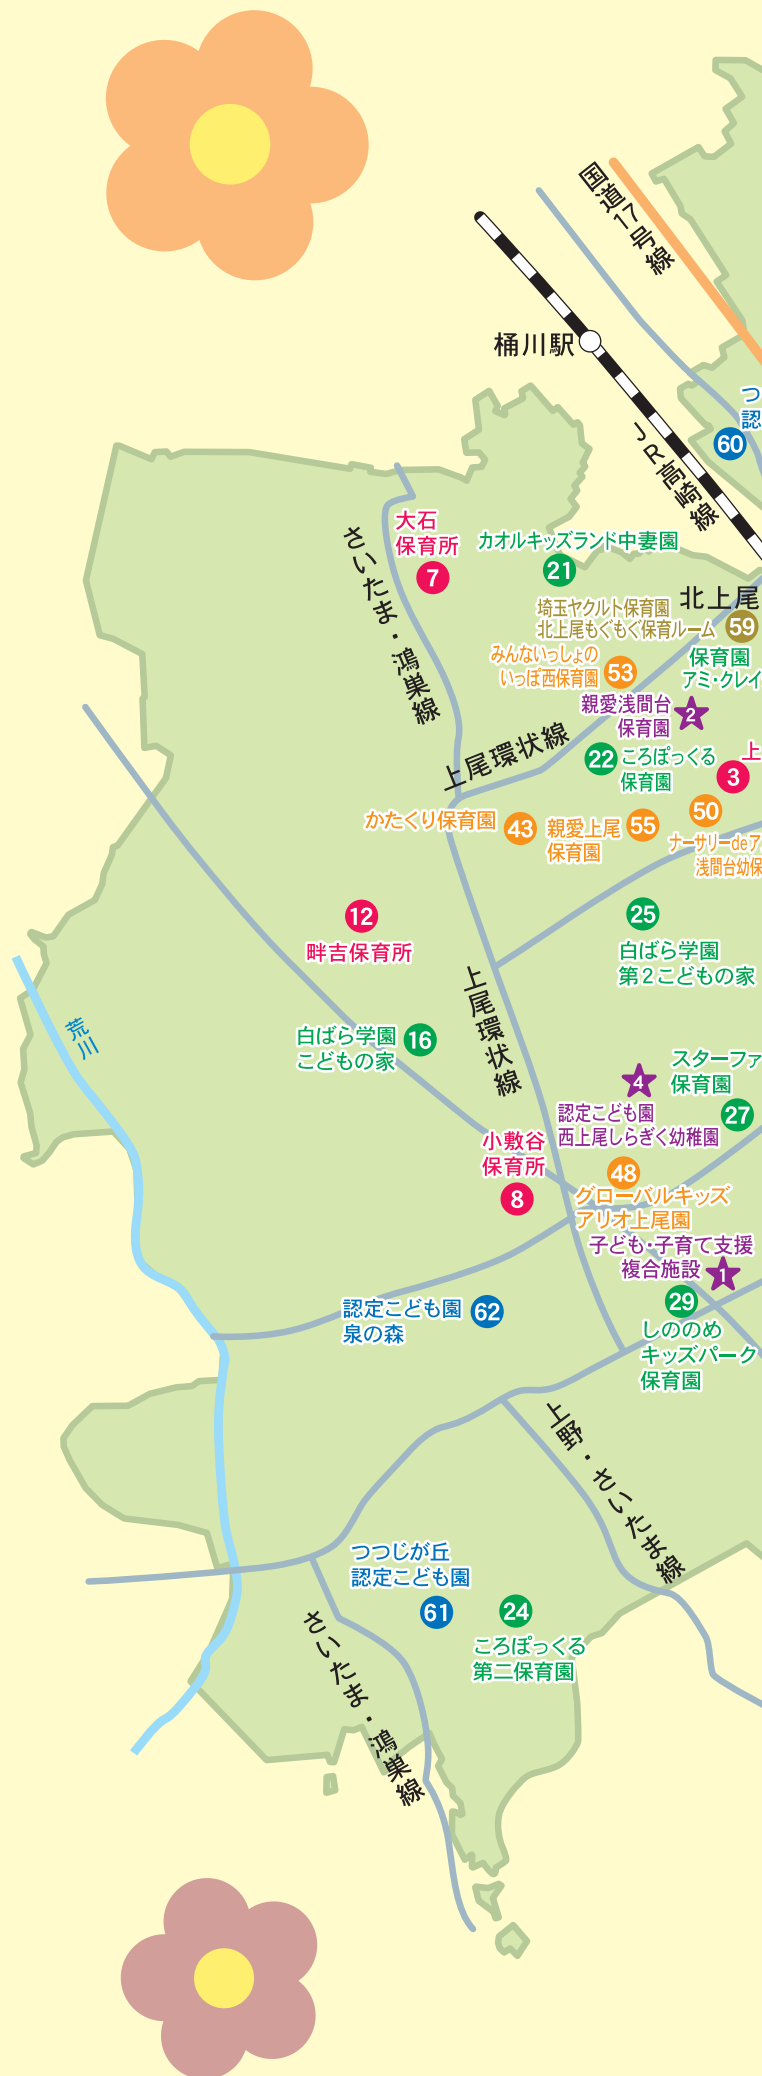 国道17号線
桶川駅
JR高崎線
つ
認
60
さいたま・鴻巣線
大石
保育所
7
カオルキッズランド中妻園
21
埼玉ヤクルト保育園
北上尾もぐもぐ保育ルーム
北上尾
59
みんないっしょの
いっぽ西保育園
53
保育園
アミ・クレイ
親愛浅間台
保育園
2
上尾環状線
22
ころぽっくる
保育園
上
3
かたくり保育園
43
親愛上尾
保育園
55
50
ナーサリーdeア
浅間台幼保
12
畔吉保育所
25
白ばら学園
第2こどもの家
荒川
上尾環状線
白ばら学園
こどもの家
16
スターファ
保育園
27
4
認定こども園
西上尾しらぎく幼稚園
小敷谷
保育所
8
48
グローバルキッズ
アリオ上尾園
子ども・子育て支援
複合施設
1
29
しののめ
キッズパーク
保育園
認定こども園
泉の森
62
上野・さいたま線
つつじが丘
認定こども園
61
24
ころぽっくる
第二保育園
さいたま・鴻巣線